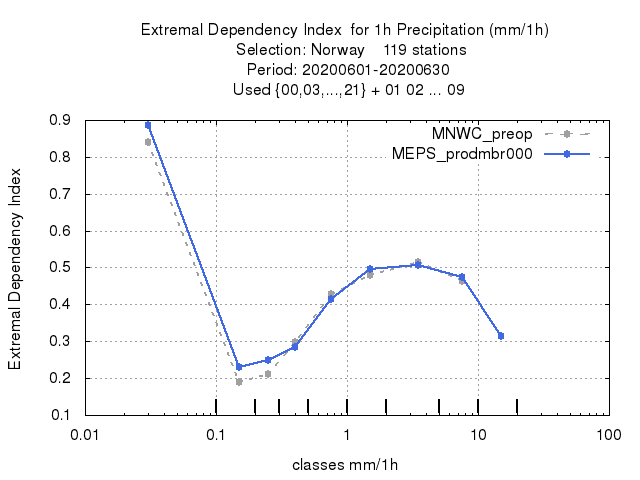 Extremal Dependency Index  for 1h Precipitation (mm/1h)
Selection: Norway    119 stations
Period: 20200601-20200630
Used {00,03,...,21} + 01 02 ... 09
MNWC_preop
MEPS_prodmbr000
Extremal Dependency Index
0.9
0.8
0.7
0.6
0.5
0.4
0.3
0.2
0.1
0.01
0.1
1
10
100
classes mm/1h